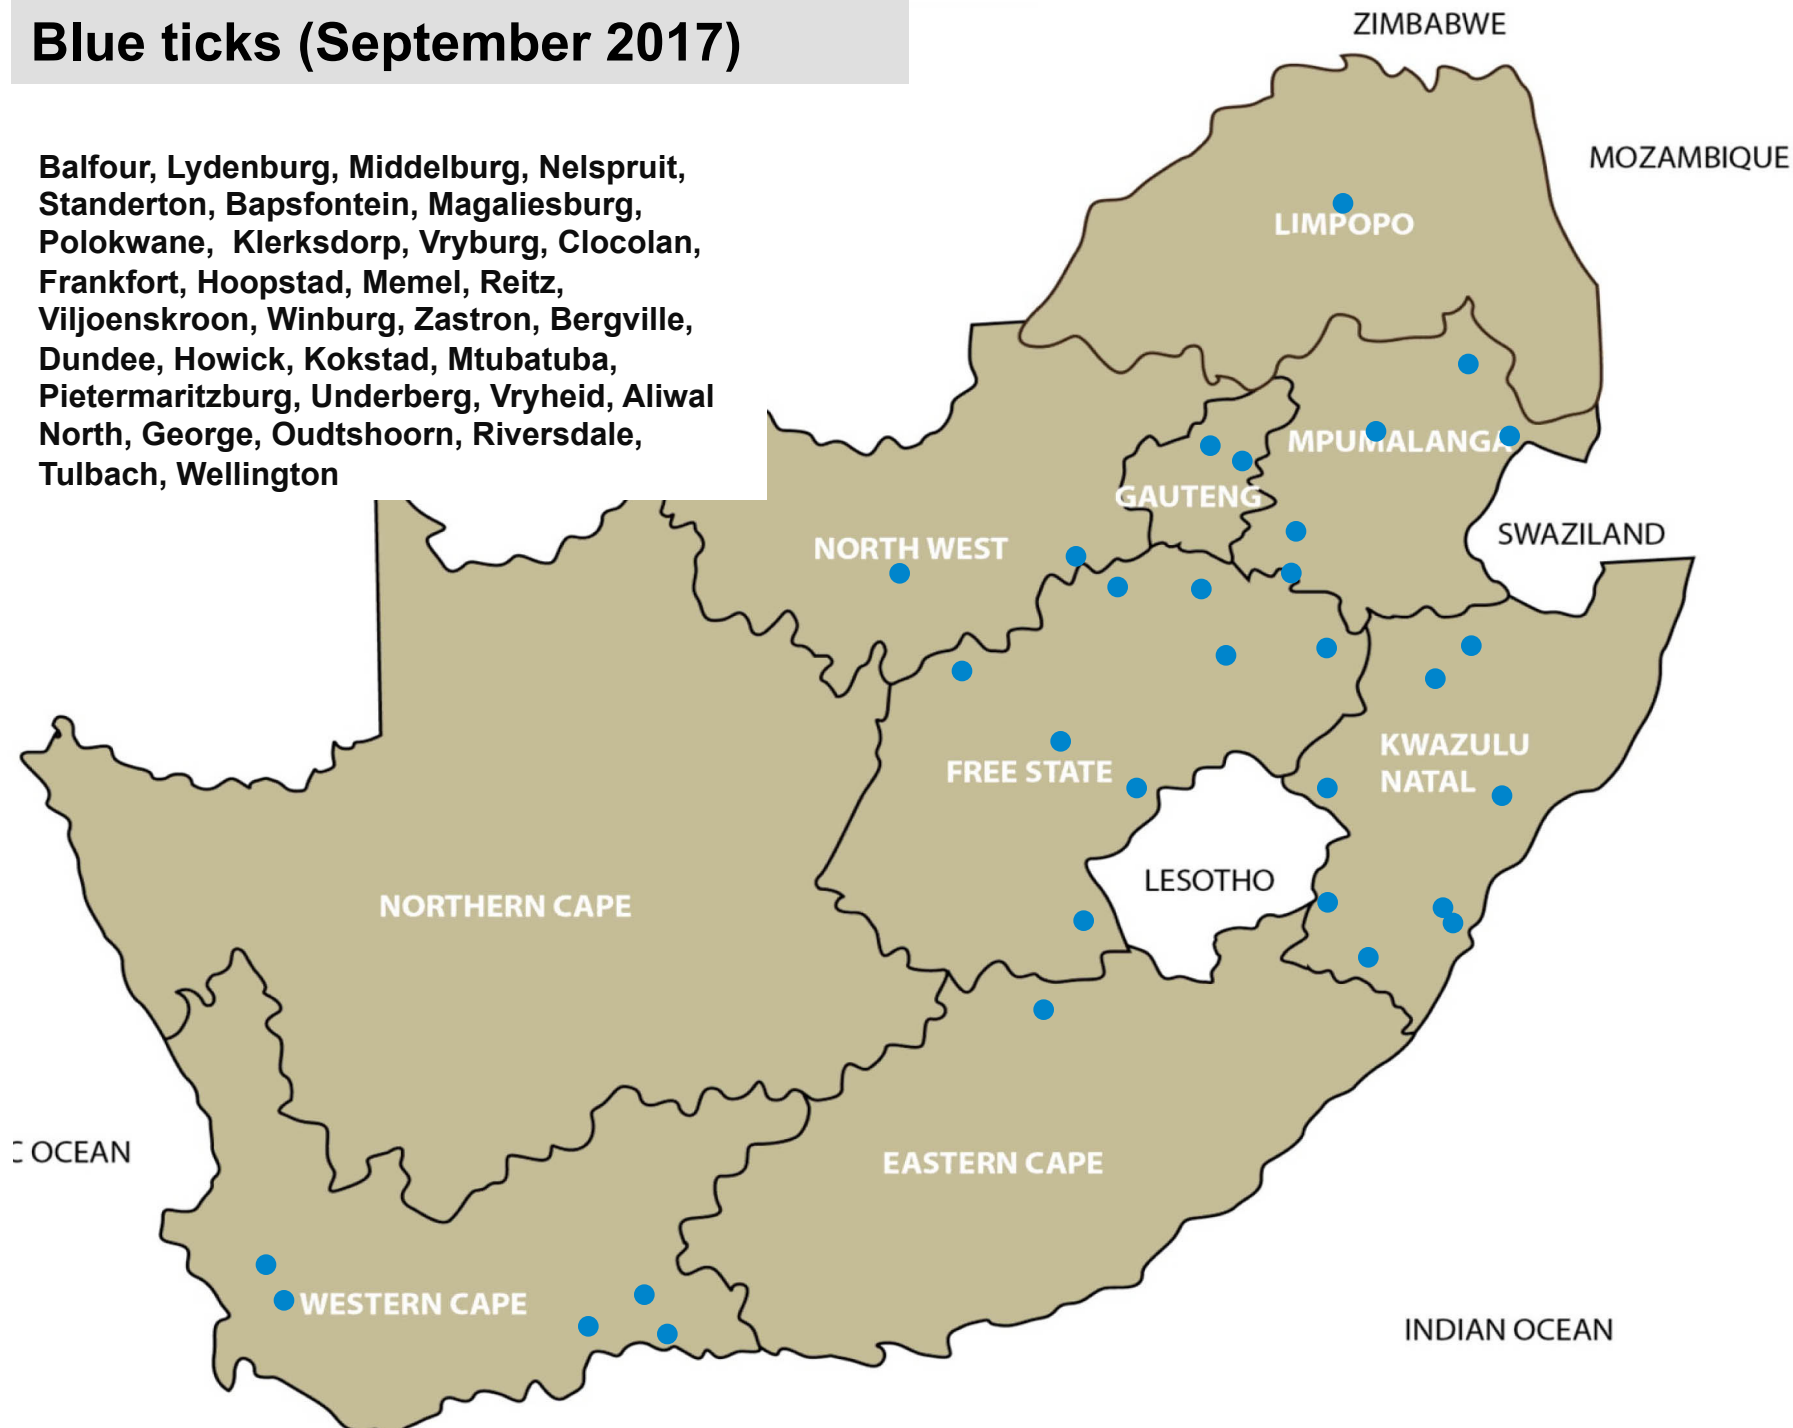 Blue ticks (September 2017)
Balfour, Lydenburg, Middelburg, Nelspruit,
Standerton, Bapsfontein, Magaliesburg,
Polokwane, Klerksdorp, Vryburg, Clocolan,
Frankfort, Hoopstad, Memel, Reitz,
Viljoenskroon, Winburg, Zastron, Bergville,
Dundee, Howick, Kokstad, Mtubatuba,
Pietermaritzburg, Underberg, Vryheid, Aliwal
North, George, Oudtshoorn, Riversdale,
Tulbach, Wellington
ZIMBABWE
MOZAMBIQUE
LIMPOPO
MPUMALANGA
GAUTENG
SWAZILAND
NORTH WEST
KWAZULU
NATAL
FREE STATE
LESOTHO
NORTHERN CAPE
C OCEAN
EASTERN CAPE
WESTERN CAPE
INDIAN OCEAN